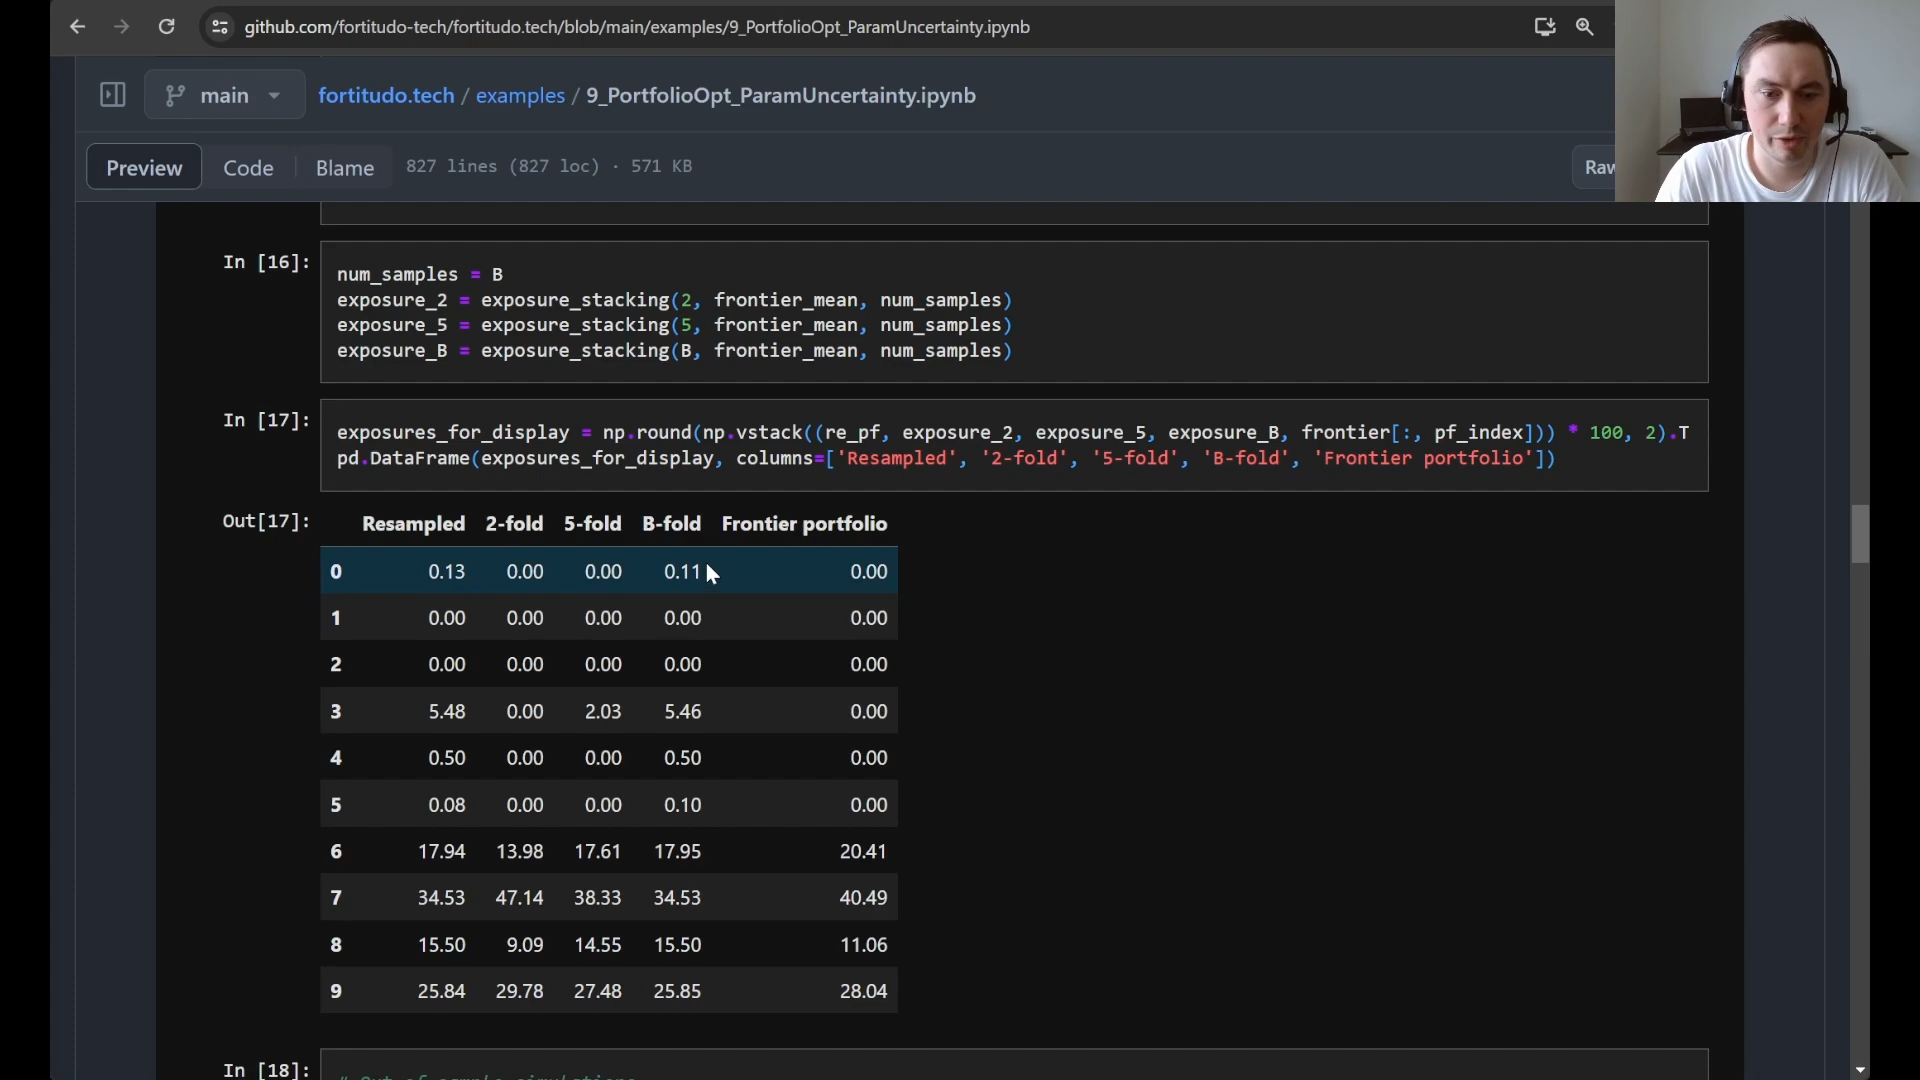 github.com/fortitudo-tech/fortitudo.tech/blob/main/examples/9_PortfolioOpt_ParamUncertainty.ipynb
main fortitudo.tech / examples / 9_PortfolioOpt_ParamUncertainty.ipynb
Preview Code Blame 827 lines (827 loc) · 571 KB Raw
In [16]:
num_samples = B
exposure_2 = exposure_stacking(2, frontier_mean, num_samples)
exposure_5 = exposure_stacking(5, frontier_mean, num_samples)
exposure_B = exposure_stacking(B, frontier_mean, num_samples)
In [17]:
exposures_for_display = np.round(np.vstack((re_pf, exposure_2, exposure_5, exposure_B, frontier[:, pf_index])) * 100, 2).T
pd.DataFrame(exposures_for_display, columns=['Resampled', '2-fold', '5-fold', 'B-fold', 'Frontier portfolio'])
Out[17]:
Resampled 2-fold 5-fold B-fold Frontier portfolio
0 0.13 0.00 0.00 0.11 0.00
1 0.00 0.00 0.00 0.00 0.00
2 0.00 0.00 0.00 0.00 0.00
3 5.48 0.00 2.03 5.46 0.00
4 0.50 0.00 0.00 0.50 0.00
5 0.08 0.00 0.00 0.10 0.00
6 17.94 13.98 17.61 17.95 20.41
7 34.53 47.14 38.33 34.53 40.49
8 15.50 9.09 14.55 15.50 11.06
9 25.84 29.78 27.48 25.85 28.04
In [18]: